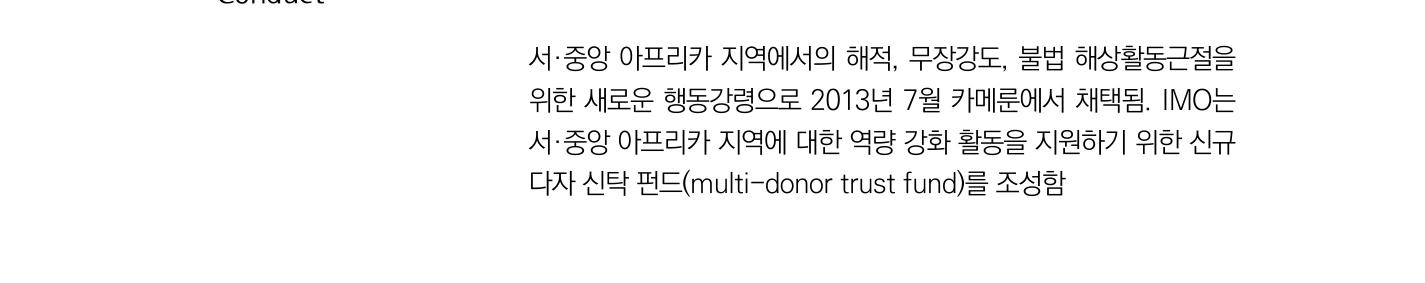 Conduct
서·중앙 아프리카 지역에서의 해적, 무장강도, 불법 해상활동근절을
위한 새로운 행동강령으로 2013년 7월 카메룬에서 채택됨. IMO는
서·중앙 아프리카 지역에 대한 역량 강화 활동을 지원하기 위한 신규
다자 신탁 펀드(multi-donor trust fund)를 조성함